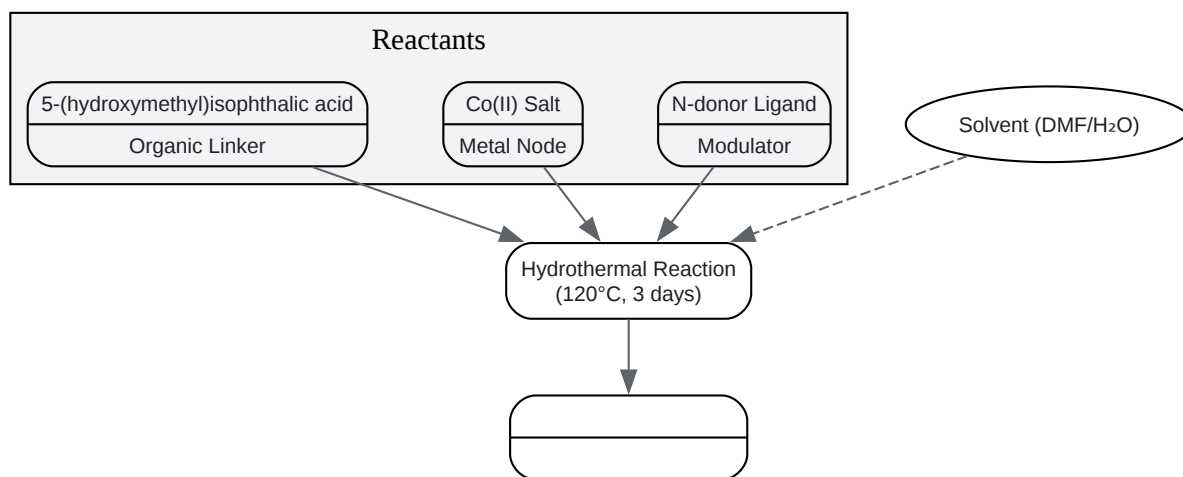 Reactants
5-(hydroxymethyl)isophthalic acid
Organic Linker
Co(II) Salt
Metal Node
N-donor Ligand
Modulator
Solvent (DMF/H₂O)
Hydrothermal Reaction
(120°C, 3 days)